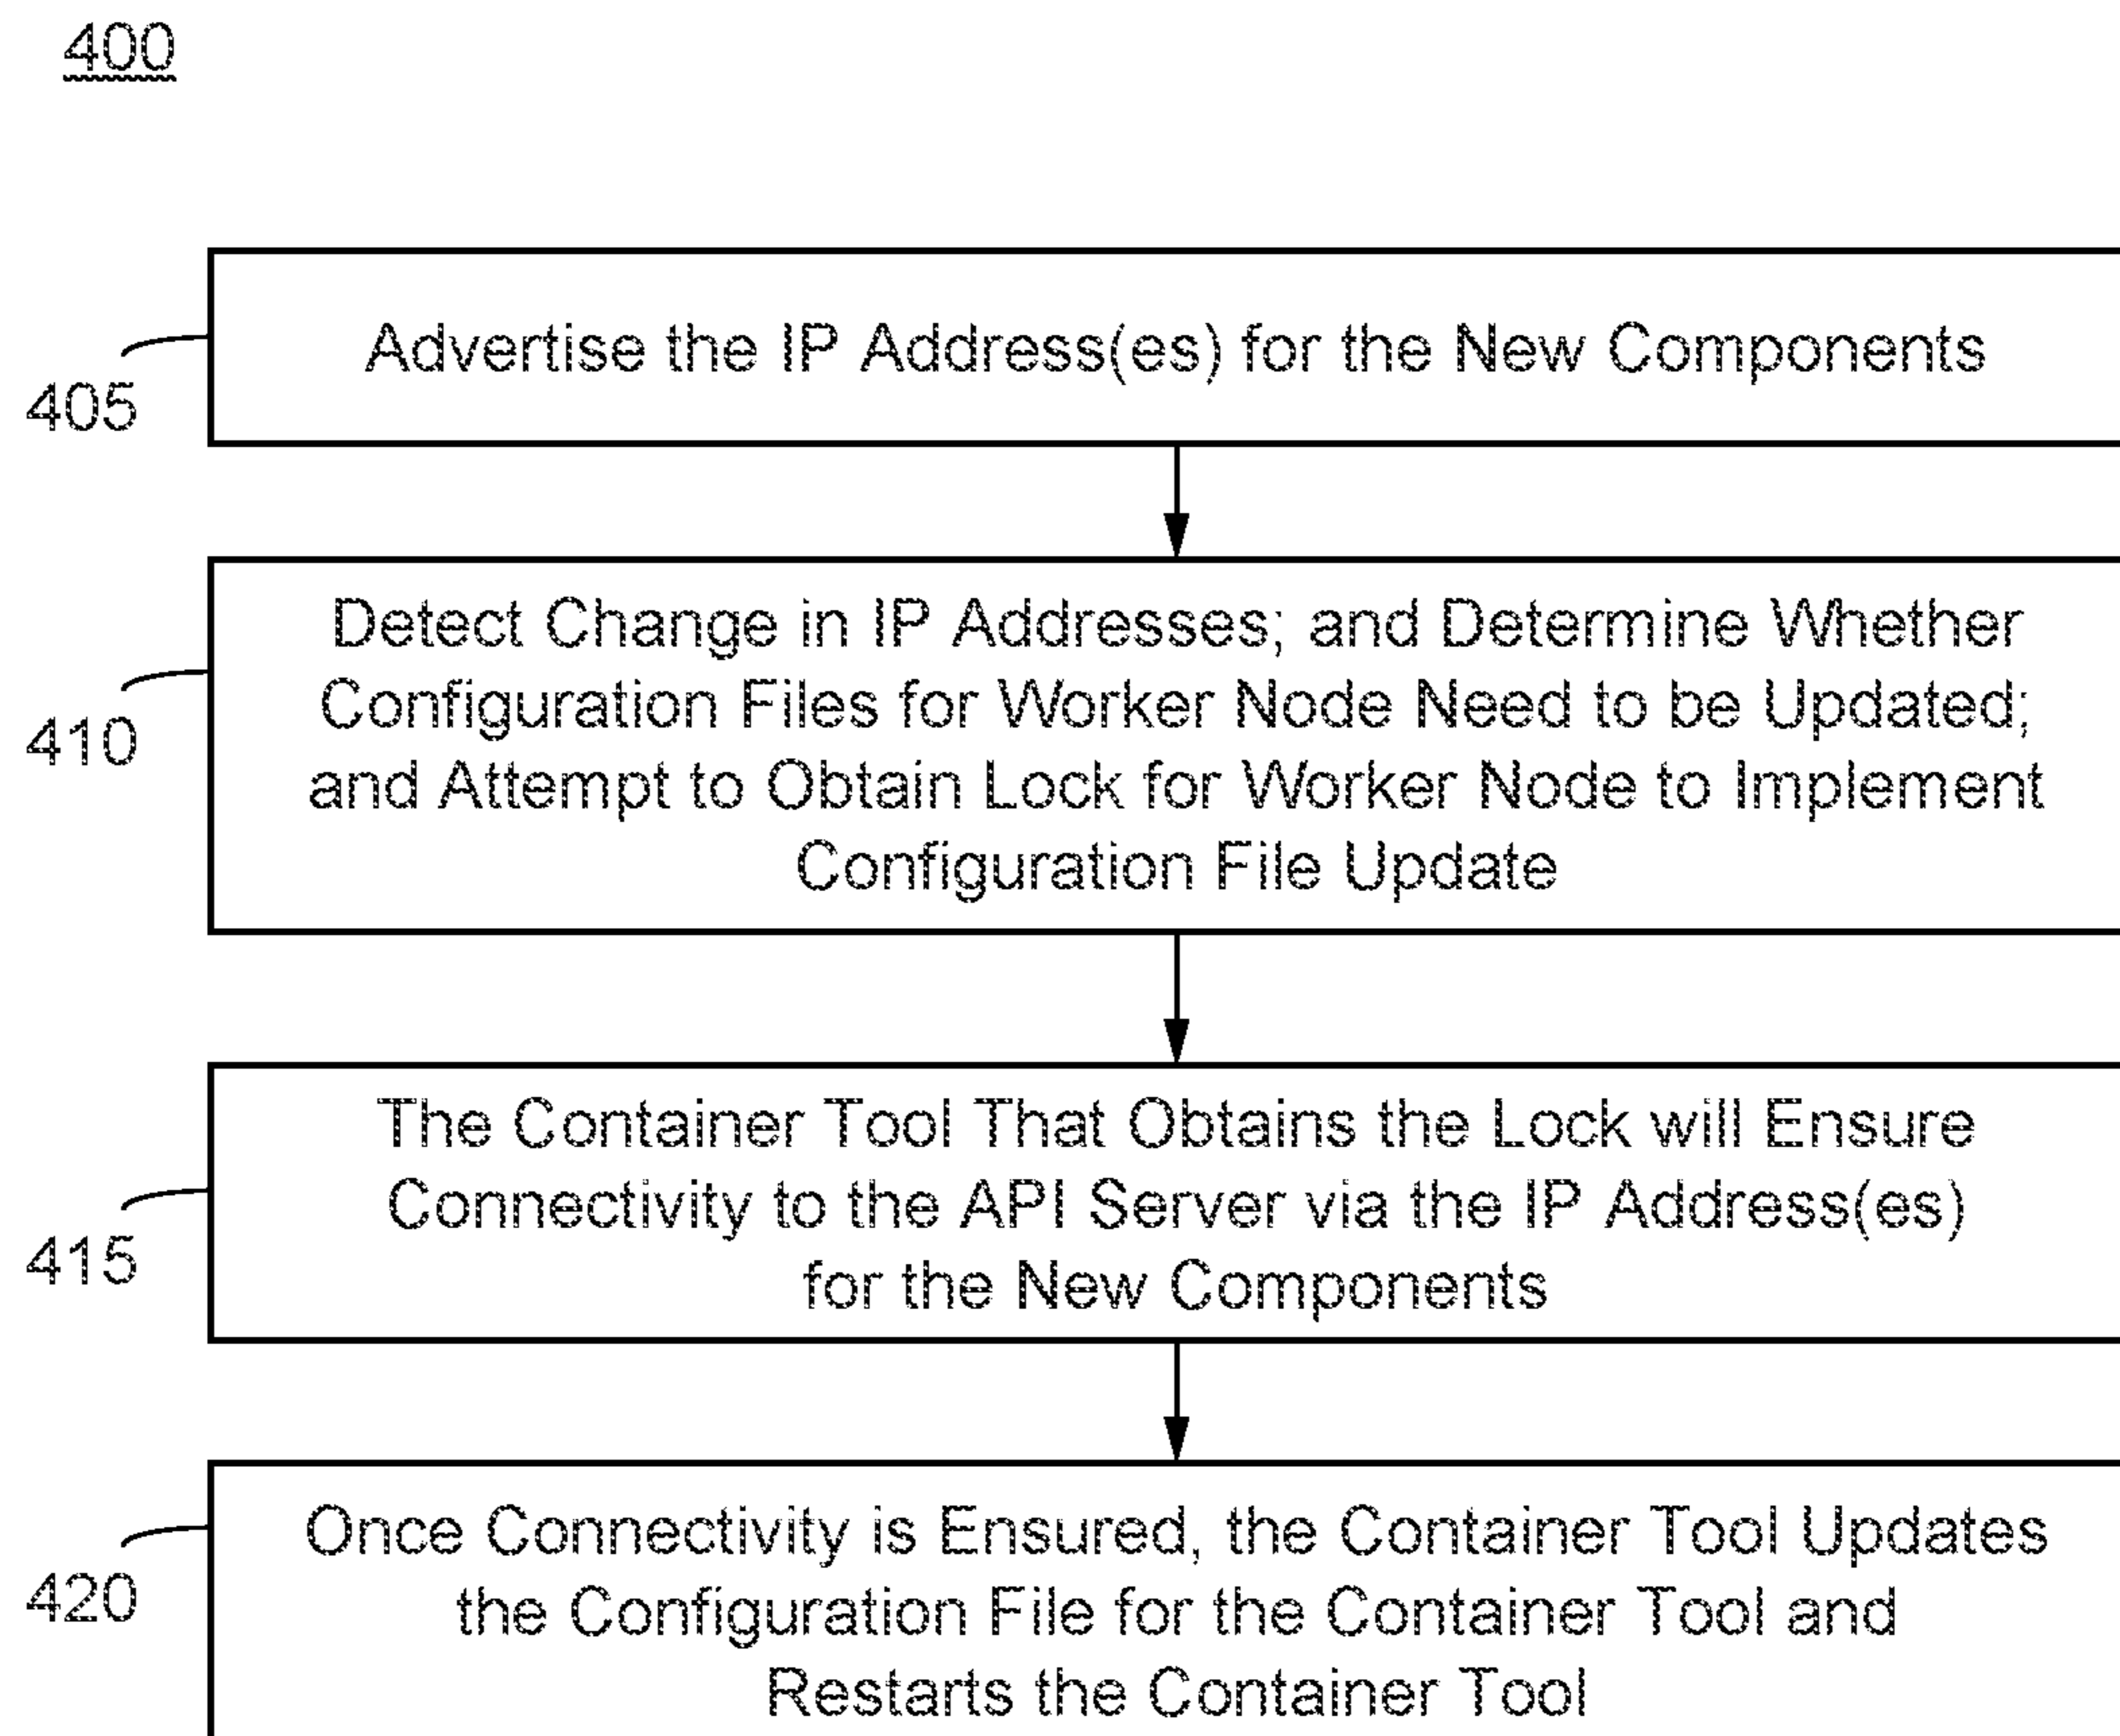 400
Advertise the IP Address(es) for the New Components
405
Detect Change in IP Addresses; and Determine Whether
Configuration Files for Worker Node Need to be Updated;
and Attempt to Obtain Lock for Worker Node to Implement
Configuration File Update
410
The Container Tool That Obtains the Lock will Ensure
Connectivity to the API Server via the IP Address(es)
for the New Components
415
Once Connectivity is Ensured, the Container Tool Updates
the Configuration File for the Container Tool and
Restarts the Container Tool
420